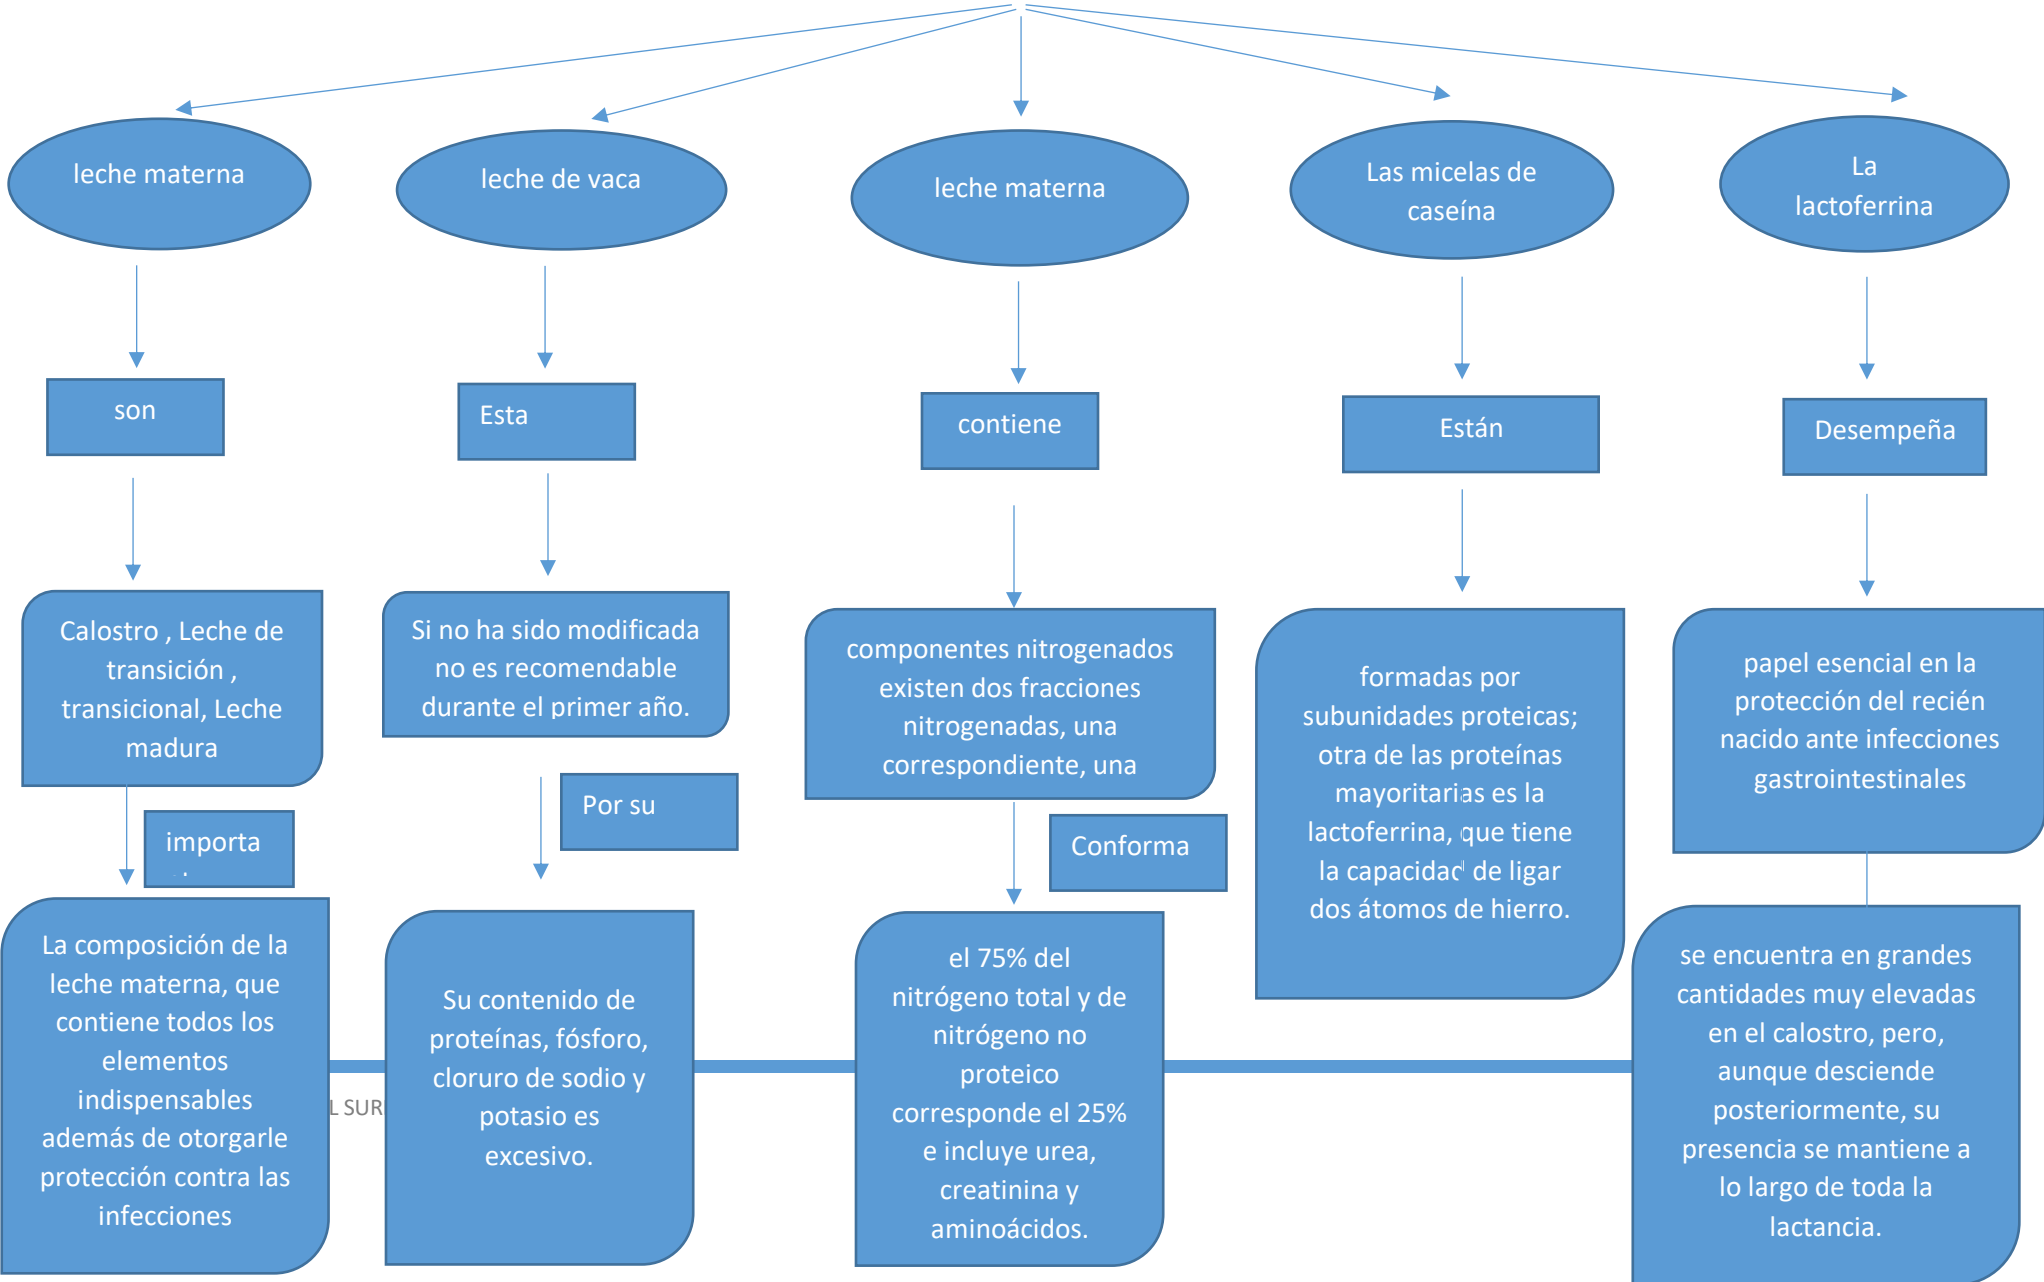 leche materna
leche de vaca
leche materna
Las micelas de
caseína
La
lactoferrina
son
Esta
contiene
Están
Desempeña
Calostro , Leche de
transición ,
transicional, Leche
madura
Si no ha sido modificada
no es recomendable
durante el primer año.
componentes nitrogenados
existen dos fracciones
nitrogenadas, una
correspondiente, una
formadas por
subunidades proteicas;
otra de las proteínas
mayoritarias es la
lactoferrina, que tiene
la capacidad de ligar
dos átomos de hierro.
papel esencial en la
protección del recién
nacido ante infecciones
gastrointestinales
importa
Por su
Conforma
La composición de la
leche materna, que
contiene todos los
elementos
indispensables
además de otorgarle
protección contra las
infecciones
Su contenido de
proteínas, fósforo,
cloruro de sodio y
potasio es
excesivo.
el 75% del
nitrógeno total y de
nitrógeno no
proteico
corresponde el 25%
e incluye urea,
creatinina y
aminoácidos.
se encuentra en grandes
cantidades muy elevadas
en el calostro, pero,
aunque desciende
posteriormente, su
presencia se mantiene a
lo largo de toda la
lactancia.
L SUR